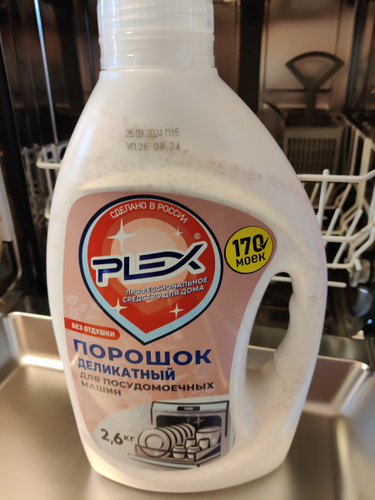 25.09.2024 П15
УП.26 09 24
СДЕЛАНО В РОССИИ
PLEX®
ПРОФЕССИОНАЛЬНОЕ
СРЕДСТВО ДЛЯ ДОМА
170
МОЕК
БЕЗ ОТДУШКИ
ПОРОШОК
ДЕЛИКАТНЫЙ
ДЛЯ ПОСУДОМОЕЧНЫХ
МАШИН
2,6 КГ